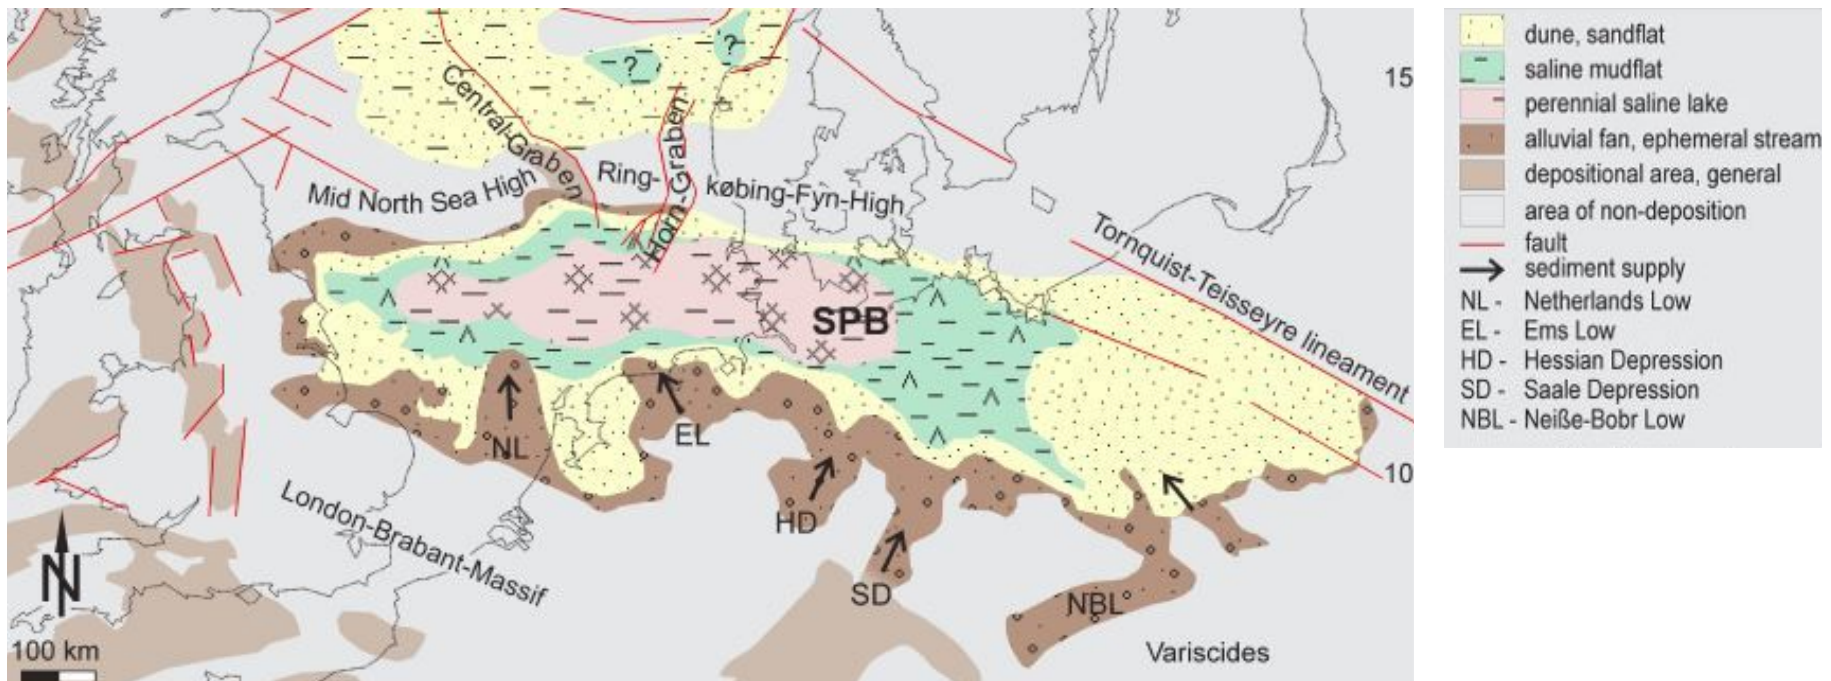 ?
?
15
Central-Graben
Horn-Graben
Ring-
købing-Fyn-High
Mid North Sea High
Tornquist-Teisseyre lineament
SPB
NL
EL
10
HD
London-Brabant-Massif
N
SD
NBL
100 km
Variscides
dune, sandflat
saline mudflat
perennial saline lake
alluvial fan, ephemeral stream
depositional area, general
area of non-deposition
fault
sediment supply
NL - Netherlands Low
EL - Ems Low
HD - Hessian Depression
SD - Saale Depression
NBL - Neiße-Bobr Low